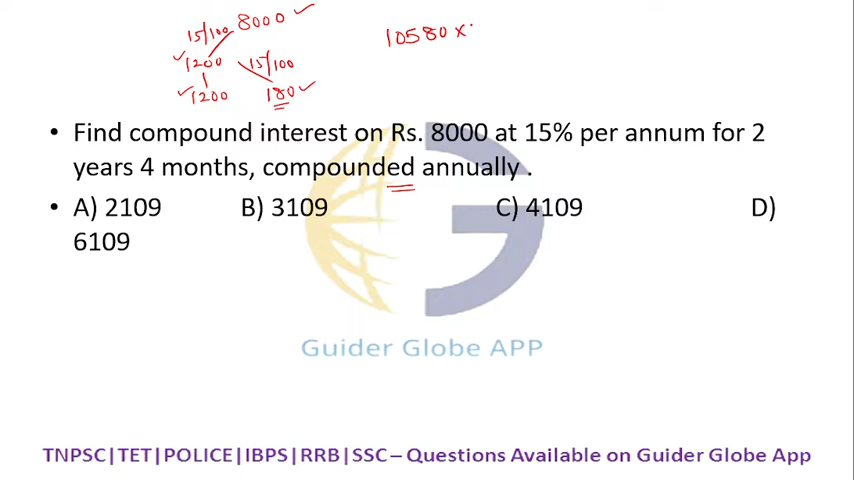 15/100 8000 ✓ 10580 x
✓ 1200 15/100
✓ 1200 180 ✓
• Find compound interest on Rs. 8000 at 15% per annum for 2
years 4 months, compounded annually .
• A) 2109 B) 3109 C) 4109 D)
6109
Guider Globe APP
TNPSC|TET|POLICE|IBPS|RRB|SSC – Questions Available on Guider Globe App